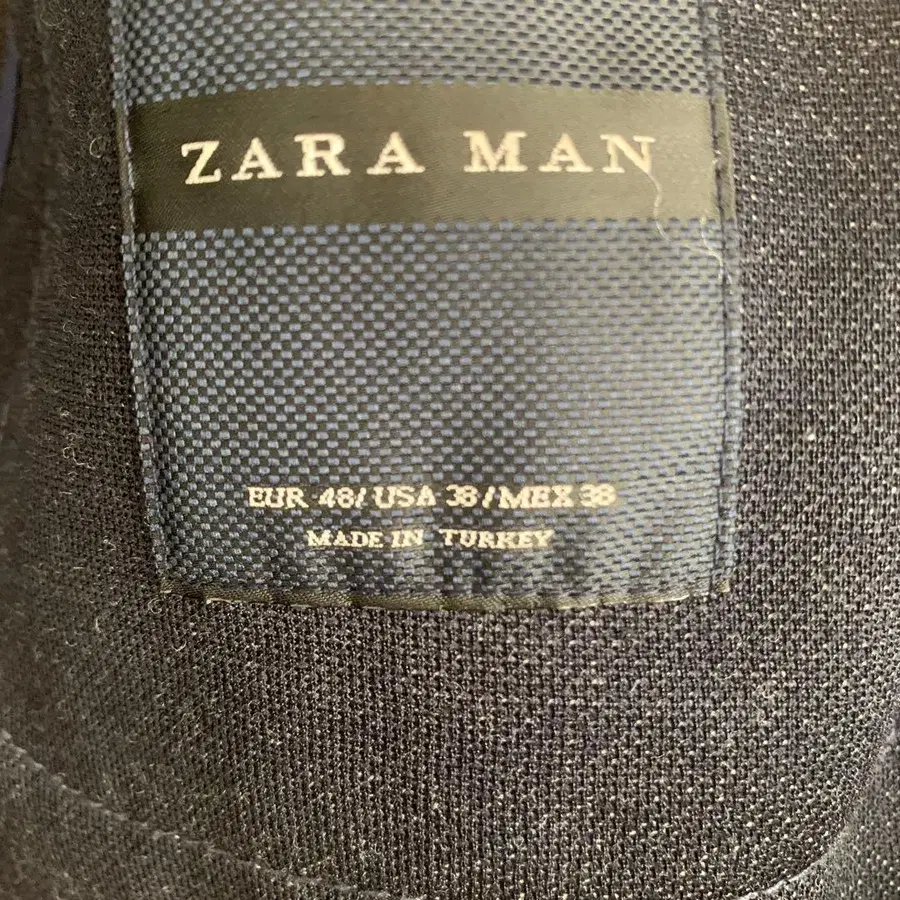 ZARA MAN
EUR 48/ USA 38 / MEX 38
MADE IN TURKEY